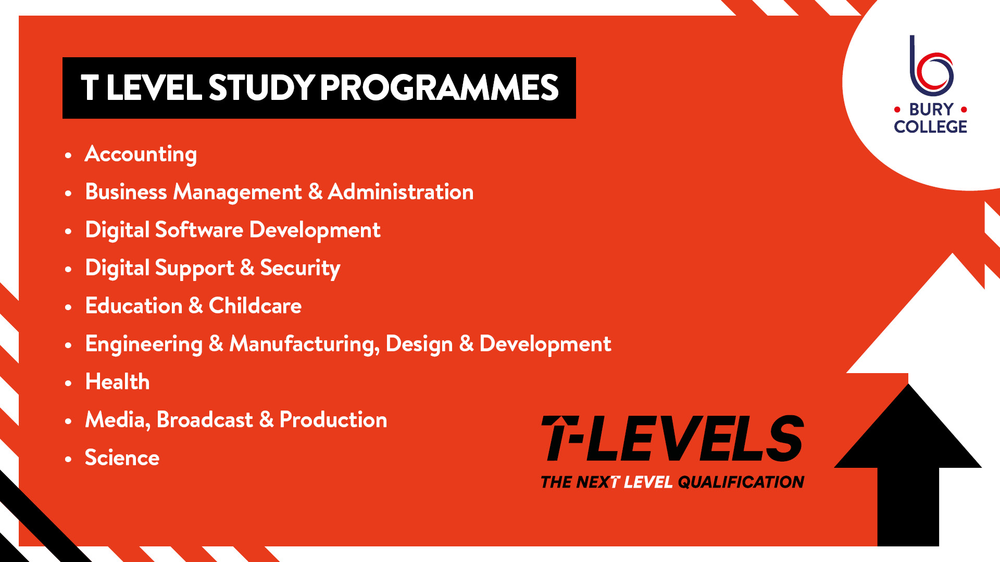 T LEVEL STUDY PROGRAMMES
• BURY •
COLLEGE
• Accounting
• Business Management & Administration
• Digital Software Development
• Digital Support & Security
• Education & Childcare
• Engineering & Manufacturing, Design & Development
• Health
• Media, Broadcast & Production
• Science
T-LEVELS
THE NEXT LEVEL QUALIFICATION